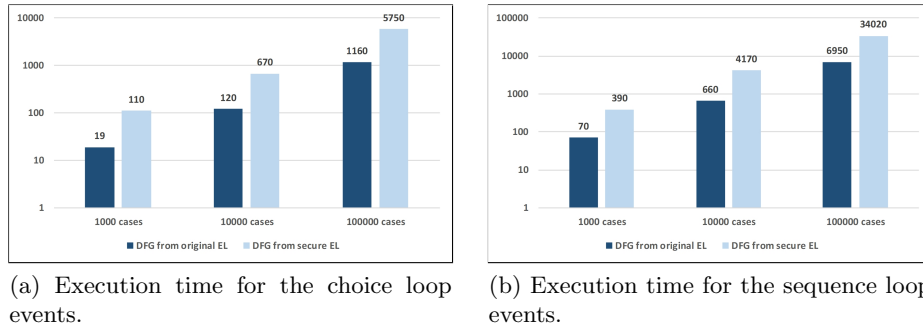 10000
1000
100
10
1
19
110
120
670
1160
5750
1000 cases
10000 cases
100000 cases
DFG from original EL
DFG from secure EL
(a) Execution time for the choice loop
events.
100000
10000
1000
100
10
1
70
390
660
4170
6950
34020
1000 cases
10000 cases
100000 cases
DFG from original EL
DFG from secure EL
(b) Execution time for the sequence loop
events.